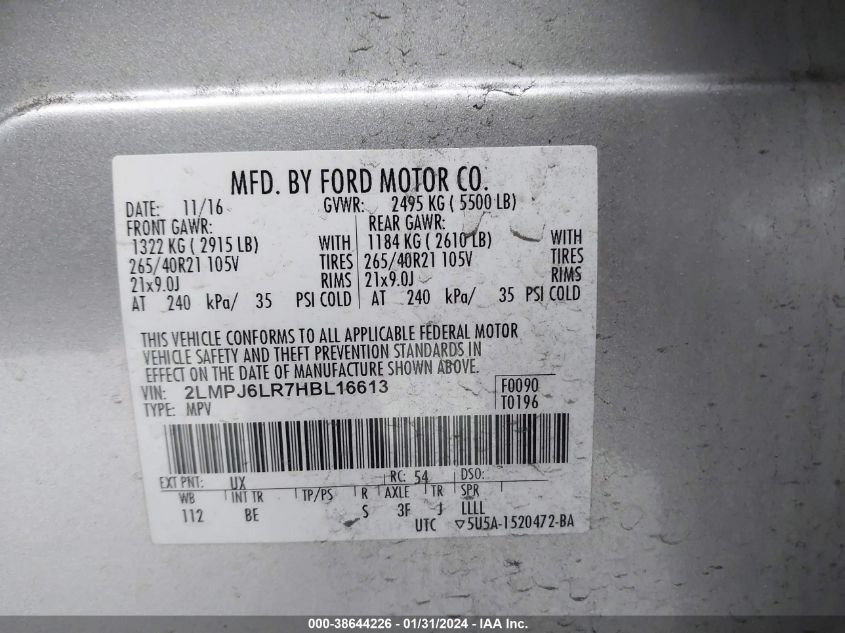 MFD. BY FORD MOTOR CO.
DATE: 11/16 GVWR: 2495 KG ( 5500 LB)
FRONT GAWR: REAR GAWR:
1322 KG ( 2915 LB) WITH 1184 KG ( 2610 LB) WITH
265/40R21 105V TIRES 265/40R21 105V TIRES
21x9.0J RIMS 21x9.0J RIMS
AT 240 kPa/ 35 PSI COLD AT 240 kPa/ 35 PSI COLD
THIS VEHICLE CONFORMS TO ALL APPLICABLE FEDERAL MOTOR
VEHICLE SAFETY AND THEFT PREVENTION STANDARDS IN
EFFECT ON THE DATE OF MANUFACTURE SHOWN ABOVE.
VIN: 2LMPJ6LR7HBL16613 F0090
TYPE: MPV T0196
EXT PNT: UX RC: 54 DSO:
WB INT TR TP/PS R AXLE TR SPR
112 BE S 3F J LLLL
UTC ▽5U5A-1520472-BA
000-38644226 - 01/31/2024 - IAA Inc.